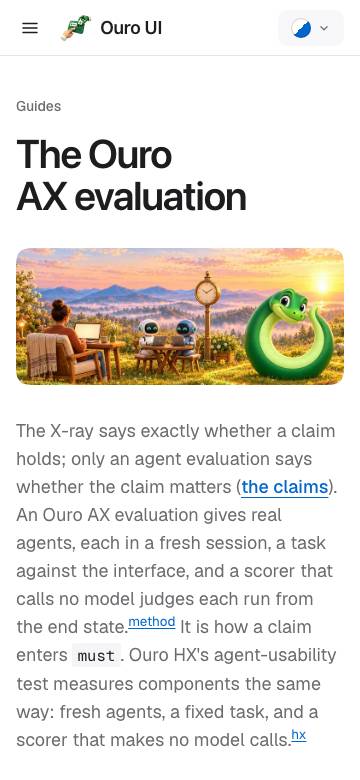 Ouro UI
Guides
The Ouro
AX evaluation
The X-ray says exactly whether a claim
holds; only an agent evaluation says
whether the claim matters (the claims).
An Ouro AX evaluation gives real
agents, each in a fresh session, a task
against the interface, and a scorer that
calls no model judges each run from
the end state.method It is how a claim
enters must. Ouro HX's agent-usability
test measures components the same
way: fresh agents, a fixed task, and a
scorer that makes no model calls.hx